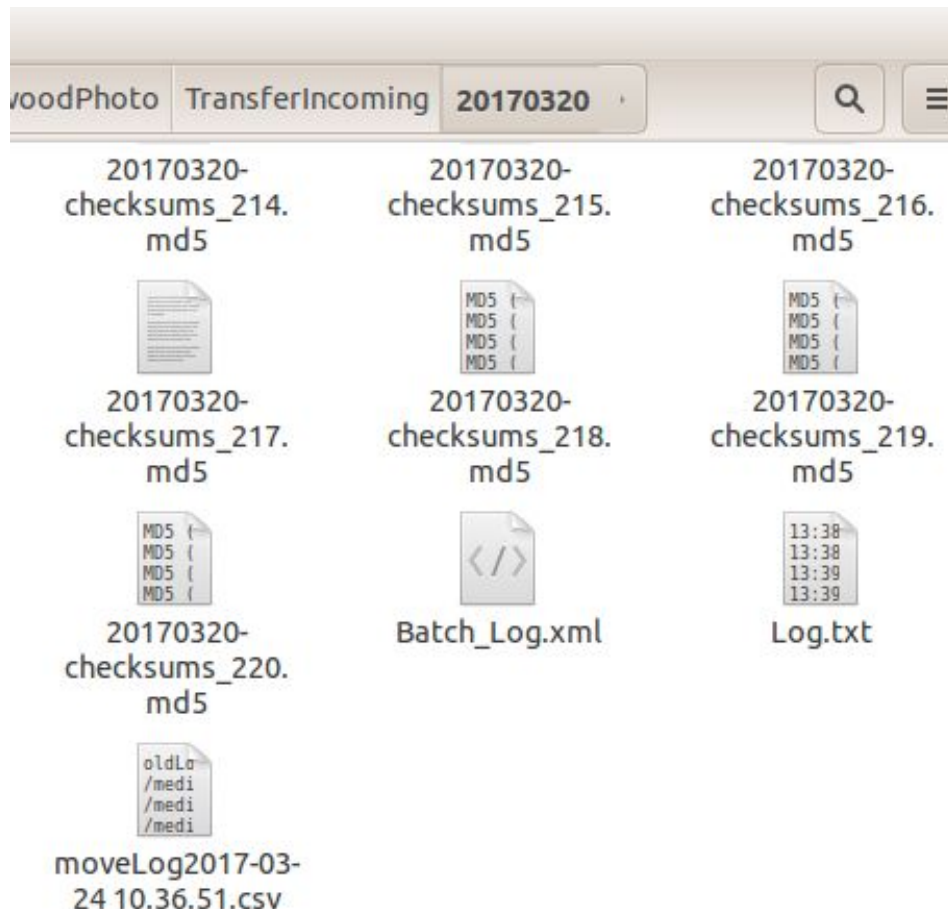 TransferIncoming 20170320
20170320- 20170320- 20170320-
checksums_214. checksums_215. checksums_216.
md5 md5 md5
MD5 ( MD5 (
MD5 ( MD5 (
MD5 ( MD5 (
MD5 ( MD5 (
20170320- 20170320- 20170320-
checksums_217. checksums_218. checksums_219.
md5 md5 md5
MD5 ( </> 13:38
MD5 ( 13:38
MD5 ( 13:39
MD5 ( 13:39
20170320- Batch_Log.xml Log.txt
checksums_220.
md5
oldLo
/medi
/medi
/medi
moveLog2017-03-
24 10.36.51.csv